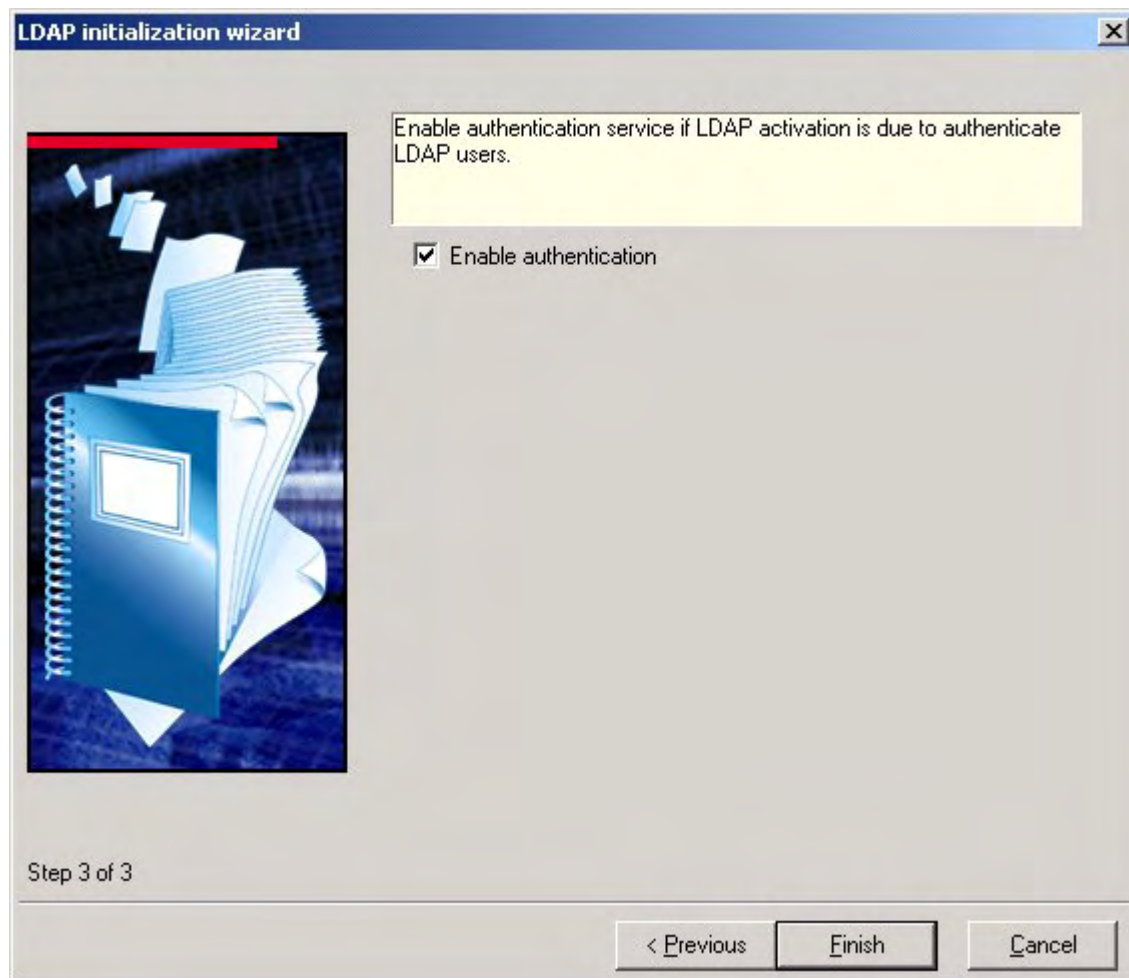 LDAP initialization wizard
Enable authentication service if LDAP activation is due to authenticate
LDAP users.
Enable authentication
Step 3 of 3
< Previous
Finish
Cancel